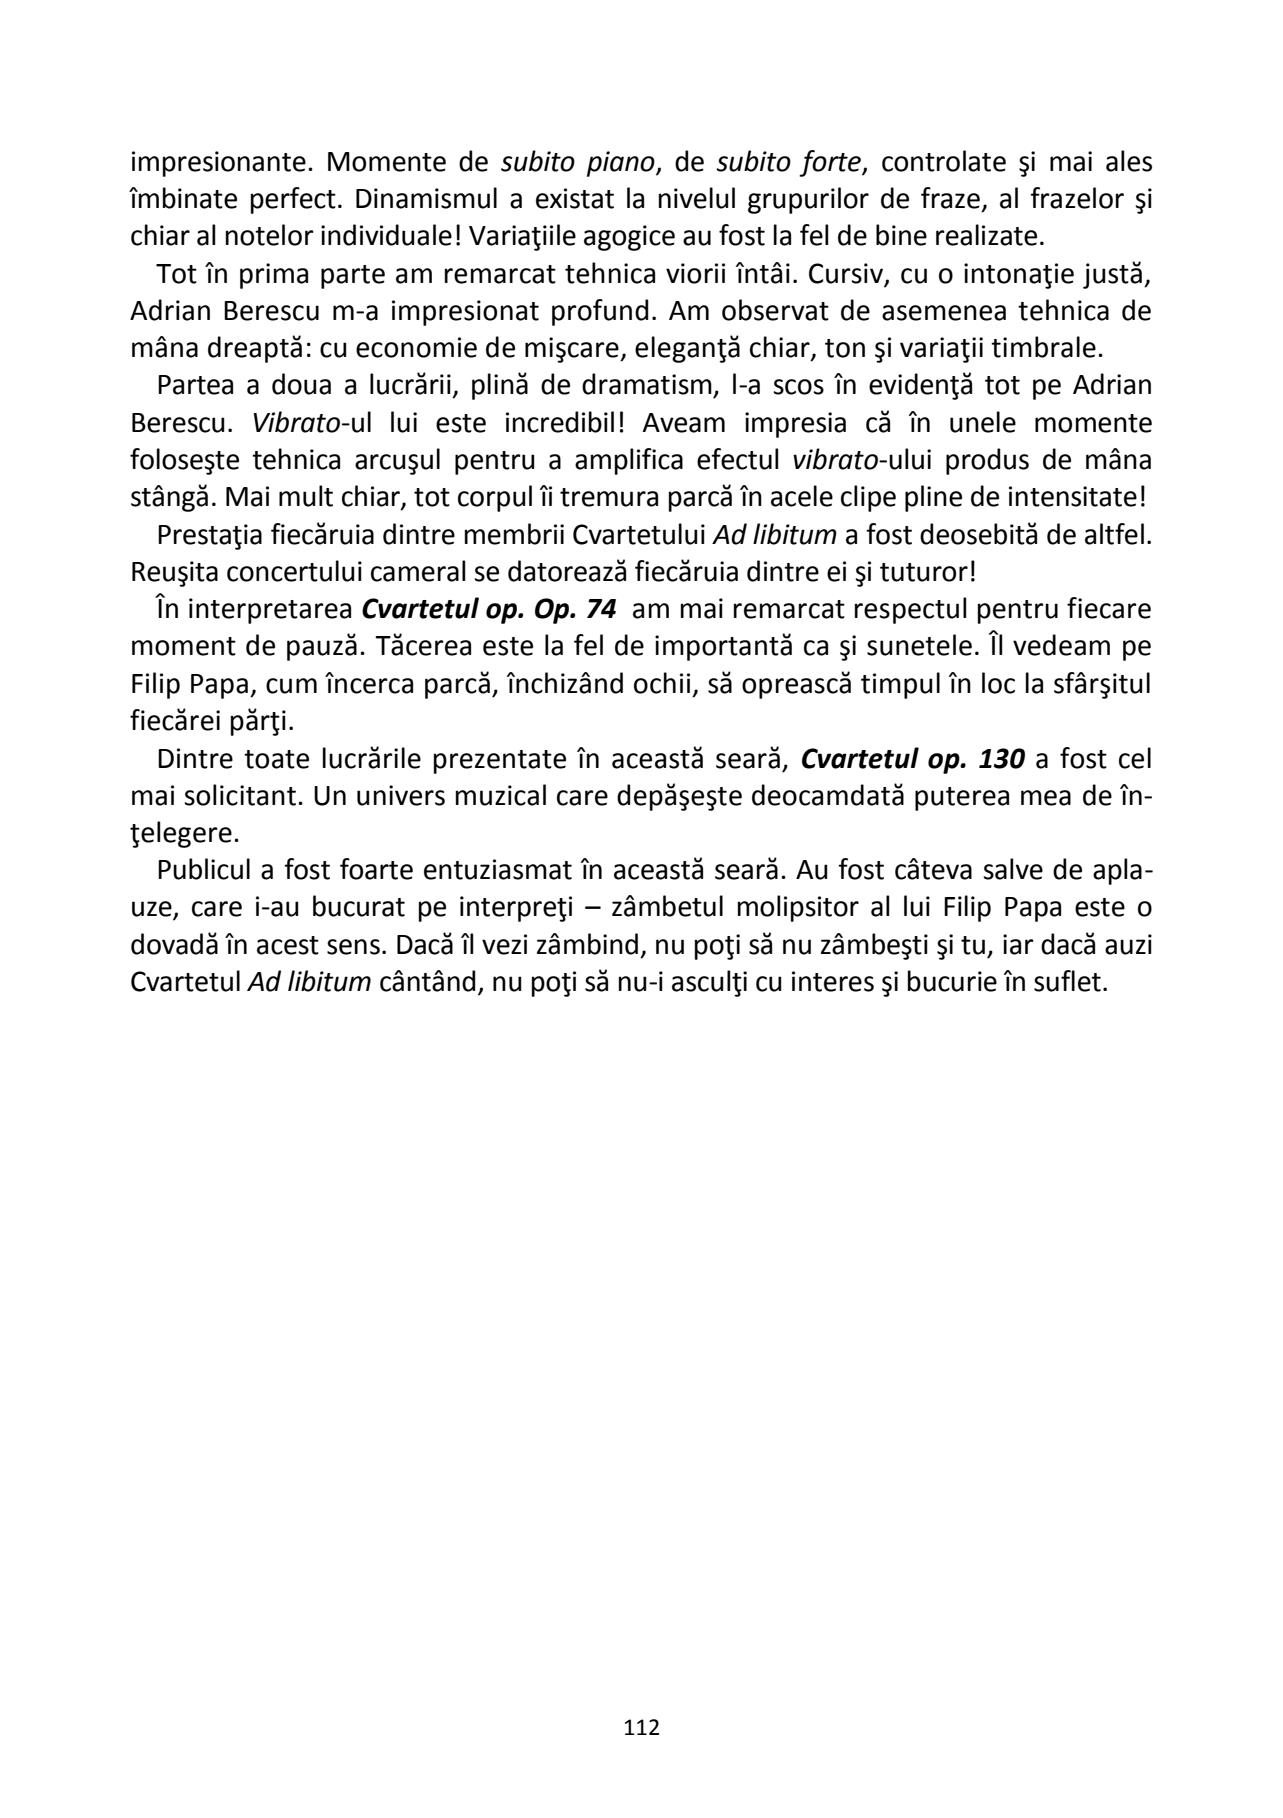 impresionante. Momente de subito piano, de subito forte, controlate şi mai ales
îmbinate perfect. Dinamismul a existat la nivelul grupurilor de fraze, al frazelor şi
chiar al notelor individuale! Variaţiile agogice au fost la fel de bine realizate.
Tot în prima parte am remarcat tehnica viorii întâi. Cursiv, cu o intonaţie justă,
Adrian Berescu m-a impresionat profund. Am observat de asemenea tehnica de
mâna dreaptă: cu economie de mişcare, eleganţă chiar, ton şi variaţii timbrale.
Partea a doua a lucrării, plină de dramatism, l-a scos în evidenţă tot pe Adrian
Berescu. Vibrato-ul lui este incredibil! Aveam impresia că în unele momente
foloseşte tehnica arcuşul pentru a amplifica efectul vibrato-ului produs de mâna
stângă. Mai mult chiar, tot corpul îi tremura parcă în acele clipe pline de intensitate!
Prestaţia fiecăruia dintre membrii Cvartetului Ad libitum a fost deosebită de altfel.
Reuşita concertului cameral se datorează fiecăruia dintre ei şi tuturor!
În interpretarea Cvartetul op. Op. 74  am mai remarcat respectul pentru fiecare
moment de pauză. Tăcerea este la fel de importantă ca şi sunetele. Îl vedeam pe
Filip Papa, cum încerca parcă, închizând ochii, să oprească timpul în loc la sfârşitul
fiecărei părţi.
Dintre toate lucrările prezentate în această seară, Cvartetul op. 130 a fost cel
mai solicitant. Un univers muzical care depăşeşte deocamdată puterea mea de în-
ţelegere.
Publicul a fost foarte entuziasmat în această seară. Au fost câteva salve de apla-
uze, care i-au bucurat pe interpreţi – zâmbetul molipsitor al lui Filip Papa este o
dovadă în acest sens. Dacă îl vezi zâmbind, nu poţi să nu zâmbeşti şi tu, iar dacă auzi
Cvartetul Ad libitum cântând, nu poţi să nu-i asculţi cu interes şi bucurie în suflet.
112